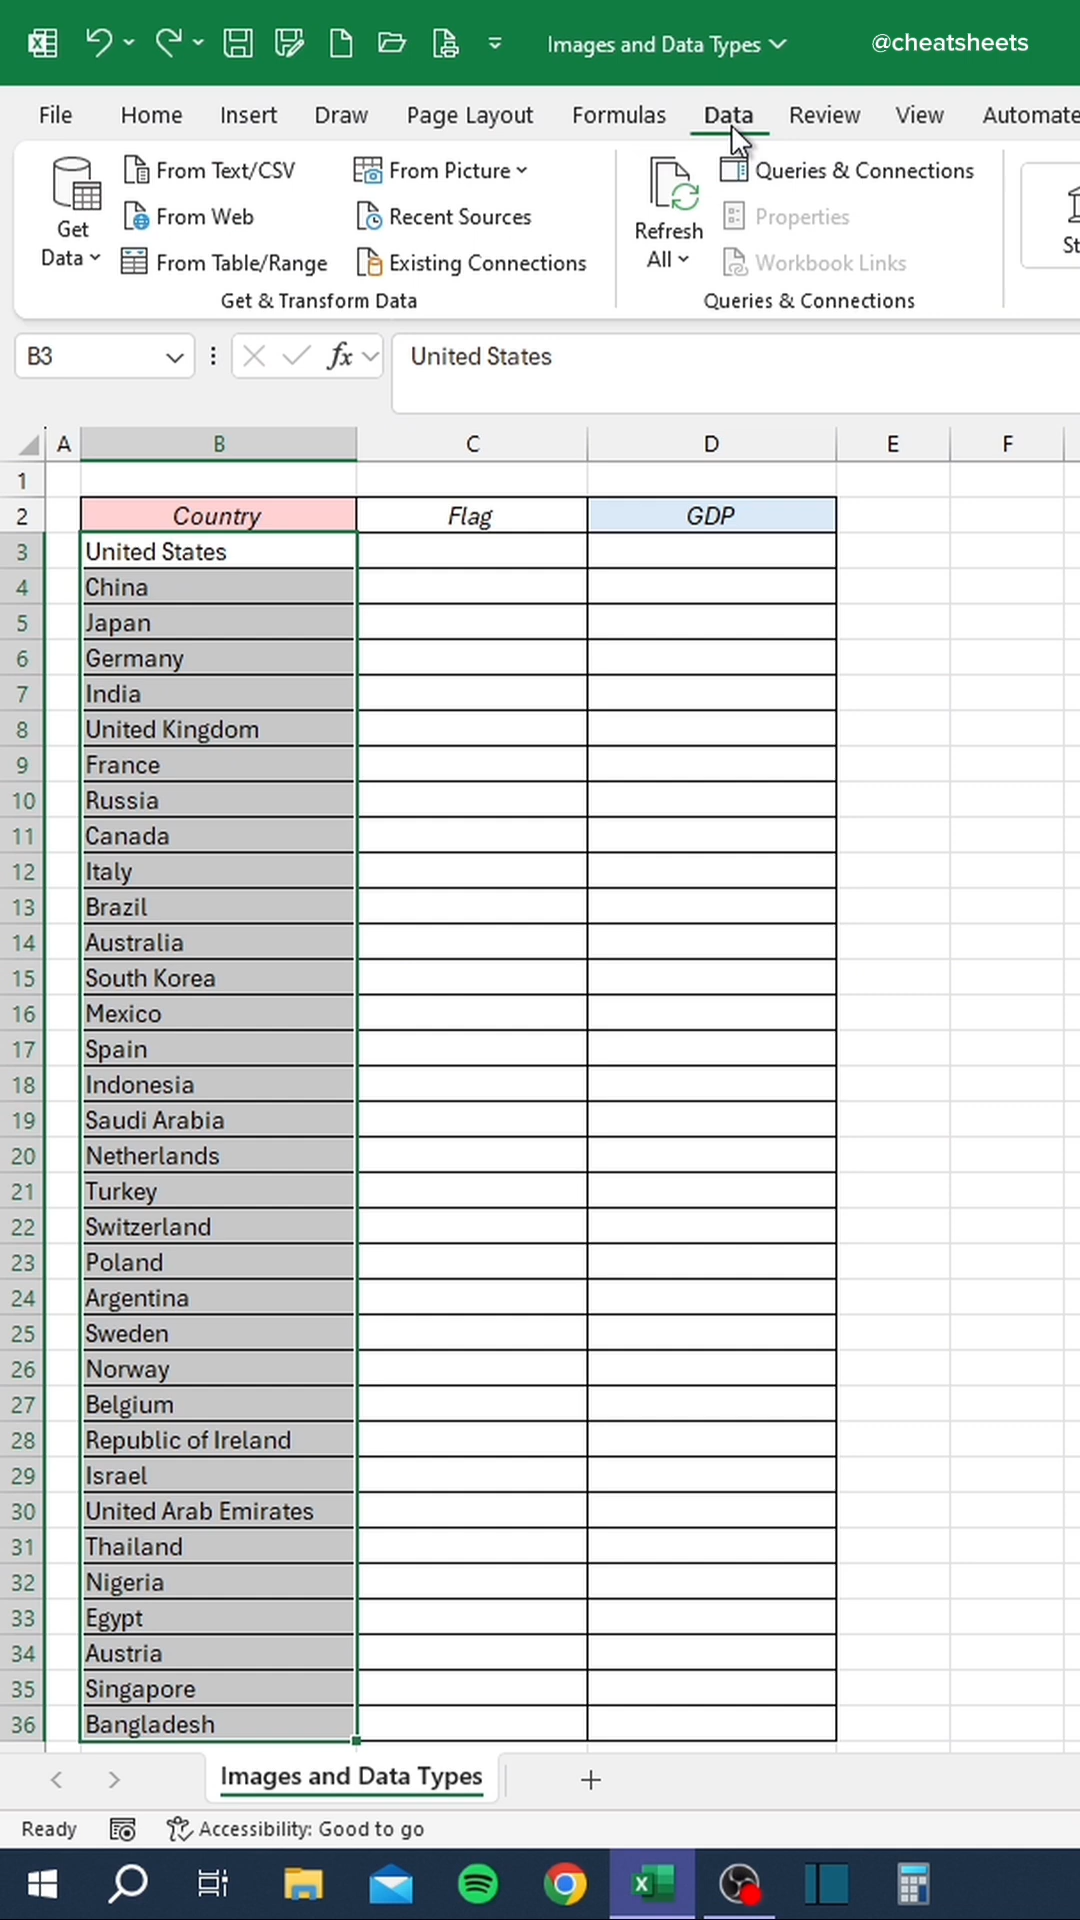 Images and Data Types
@cheatsheets
File Home Insert Draw Page Layout Formulas Data Review View Automate
Get Data
From Text/CSV
From Web
From Table/Range
From Picture
Recent Sources
Existing Connections
Get & Transform Data
Refresh All
Queries & Connections
Properties
Workbook Links
Queries & Connections
St
B3
fx
United States
A B C D E F
1
2 Country Flag GDP
3 United States
4 China
5 Japan
6 Germany
7 India
8 United Kingdom
9 France
10 Russia
11 Canada
12 Italy
13 Brazil
14 Australia
15 South Korea
16 Mexico
17 Spain
18 Indonesia
19 Saudi Arabia
20 Netherlands
21 Turkey
22 Switzerland
23 Poland
24 Argentina
25 Sweden
26 Norway
27 Belgium
28 Republic of Ireland
29 Israel
30 United Arab Emirates
31 Thailand
32 Nigeria
33 Egypt
34 Austria
35 Singapore
36 Bangladesh
Images and Data Types
Ready
Accessibility: Good to go